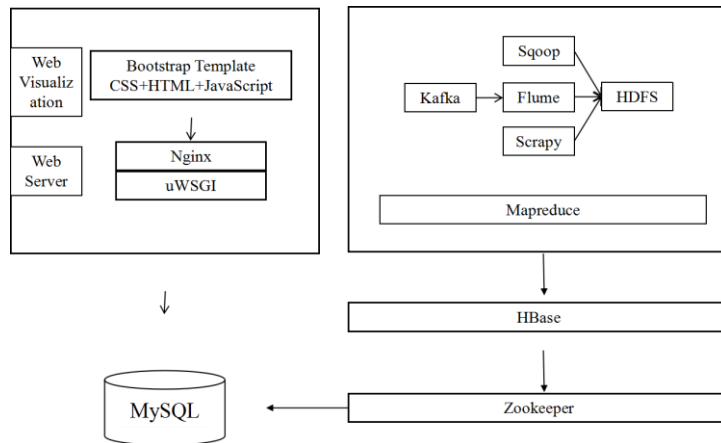 Web
Visualiz
ation
Bootstrap Template
CSS+HTML+JavaScript
Web
Server
Nginx
uWSGI
Sqoop
Kafka
Flume
HDFS
Scrapy
Mapreduce
HBase
MySQL
Zookeeper